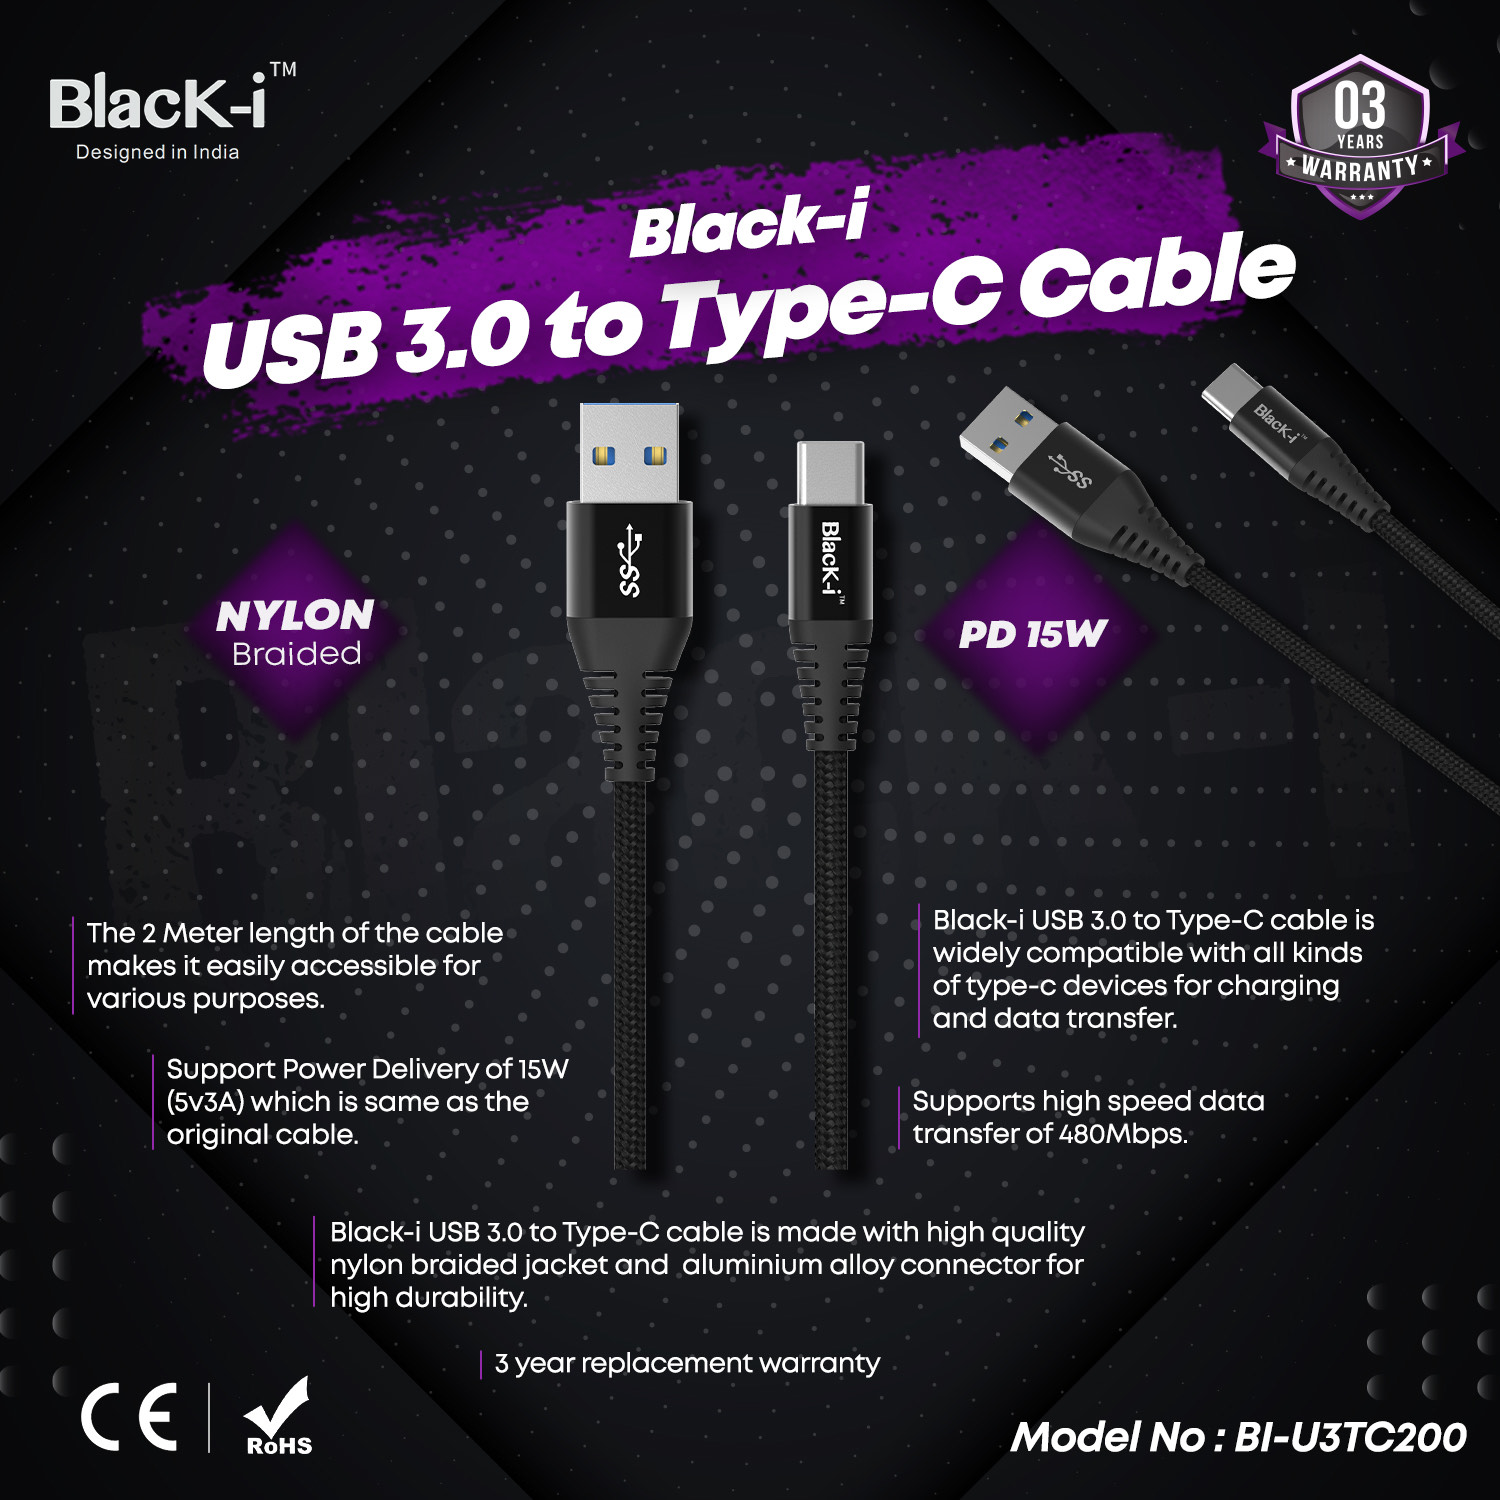 BlacK-i™
Designed in India
03
YEARS
WARRANTY
Black-i
USB 3.0 to Type-C Cable
BlacK-i™
SS
SS
BlacK-i™
NYLON
Braided
PD 15W
The 2 Meter length of the cable
makes it easily accessible for
various purposes.
Support Power Delivery of 15W
(5v3A) which is same as the
original cable.
Black-i USB 3.0 to Type-C cable is
widely compatible with all kinds
of type-c devices for charging
and data transfer.
Supports high speed data
transfer of 480Mbps.
Black-i USB 3.0 to Type-C cable is made with high quality
nylon braided jacket and  aluminium alloy connector for
high durability.
3 year replacement warranty
CE
RoHS
Model No : BI-U3TC200